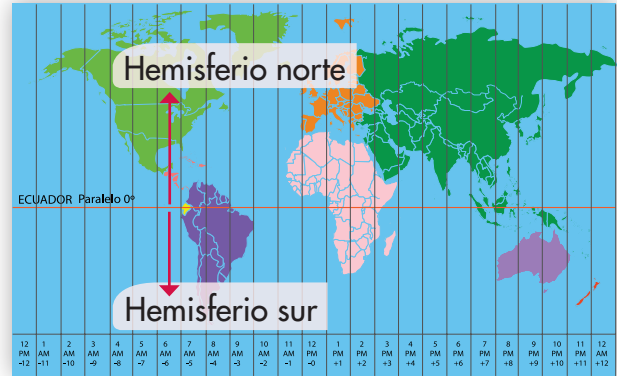 Hemisferio norte
ECUADOR Paralelo 0º
Hemisferio sur
12 1 2 3 4 5 6 7 8 9 10 11 12 1 2 3 4 5 6 7 8 9 10 11 12
PM AM AM AM AM AM AM AM AM AM AM AM PM PM PM PM PM PM PM PM PM PM PM PM AM
-12 -11 -10 -9 -8 -7 -6 -5 -4 -3 -2 -1 -0 +1 +2 +3 +4 +5 +6 +7 +8 +9 +10 +11 +12